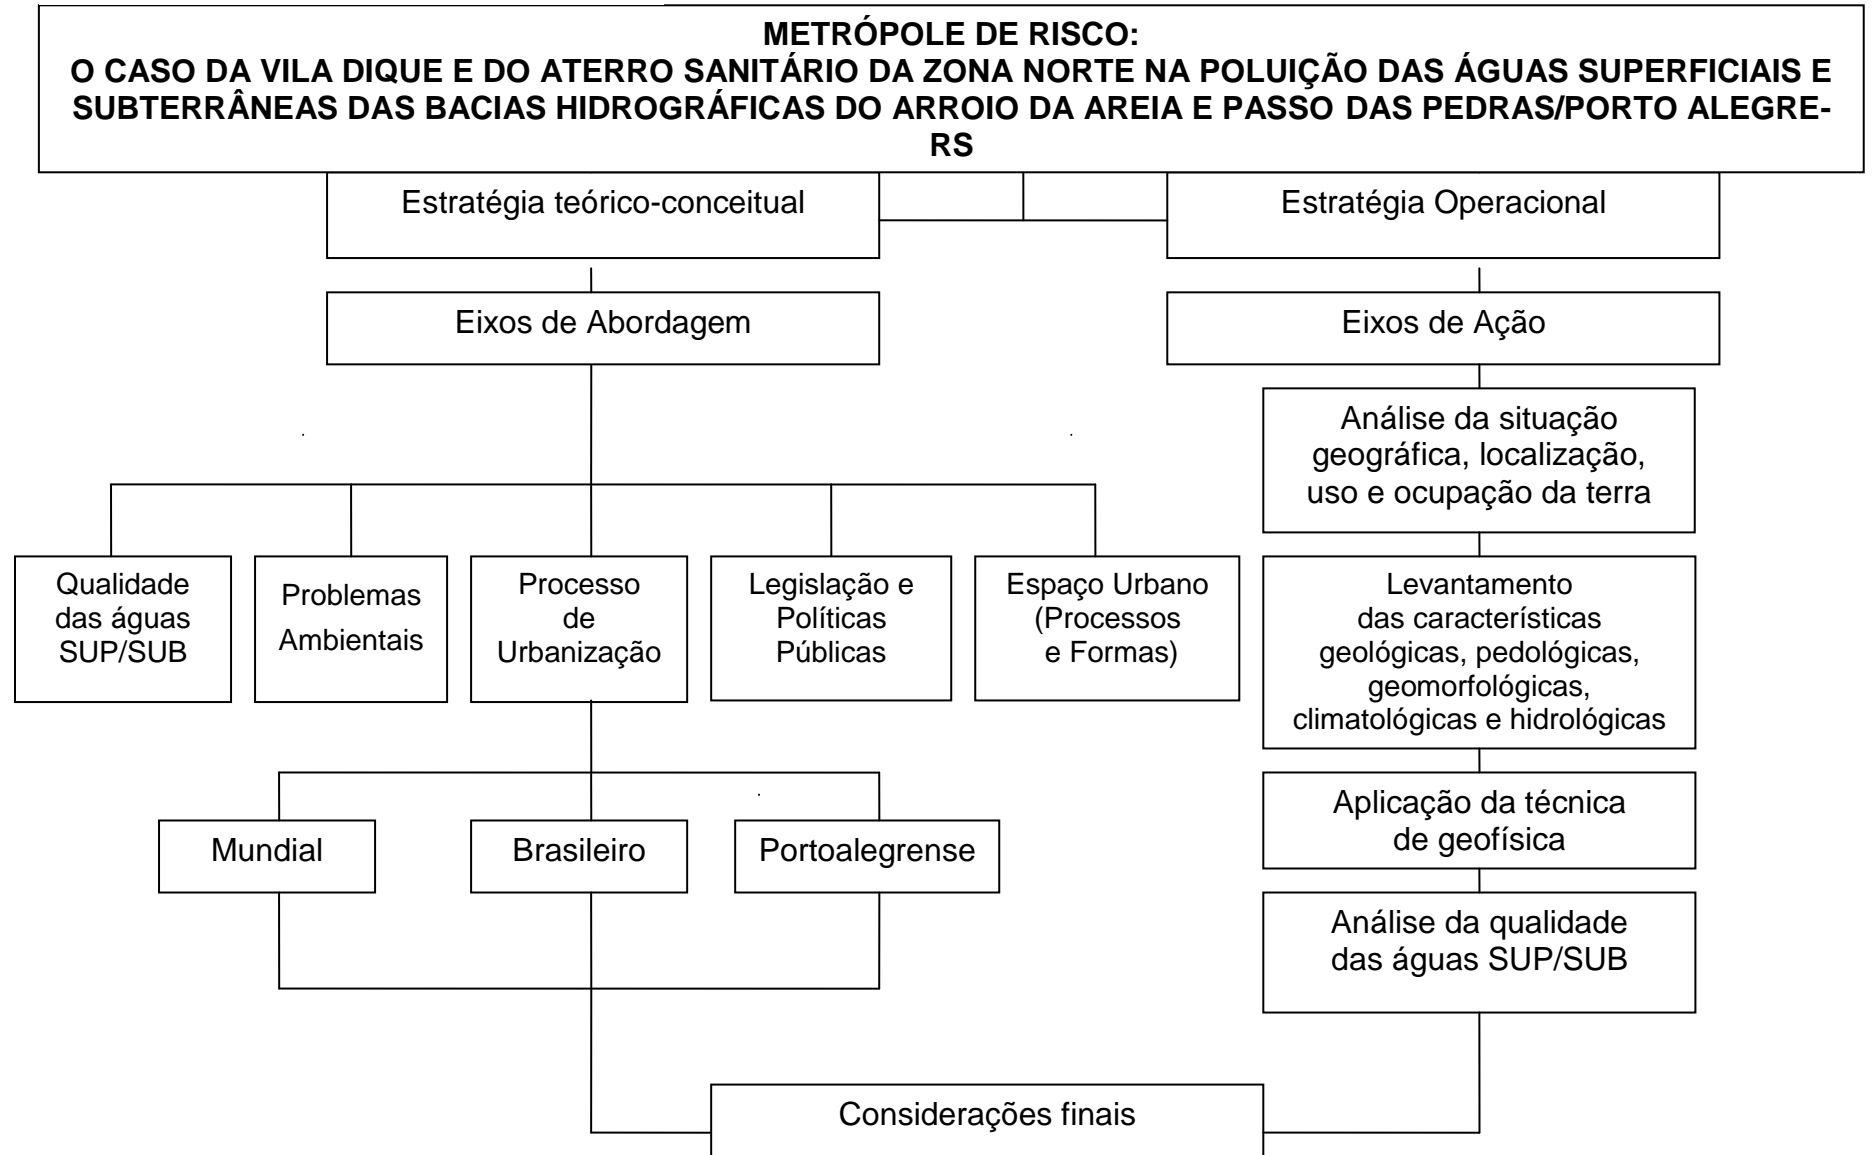 METRÓPOLE DE RISCO:
O CASO DA VILA DIQUE E DO ATERRO SANITÁRIO DA ZONA NORTE NA POLUIÇÃO DAS ÁGUAS SUPERFICIAIS E
SUBTERRÂNEAS DAS BACIAS HIDROGRÁFICAS DO ARROIO DA AREIA E PASSO DAS PEDRAS/PORTO ALEGRE-
RS
Estratégia teórico-conceitual
Estratégia Operacional
Eixos de Abordagem
Eixos de Ação
Análise da situação
geográfica, localização,
uso e ocupação da terra
Qualidade
das águas
SUP/SUB
Problemas
Ambientais
Processo
de
Urbanização
Legislação e
Políticas
Públicas
Espaço Urbano
(Processos
e Formas)
Levantamento
das características
geológicas, pedológicas,
geomorfológicas,
climatológicas e hidrológicas
Mundial
Brasileiro
Portoalegrense
Aplicação da técnica
de geofísica
Análise da qualidade
das águas SUP/SUB
Considerações finais